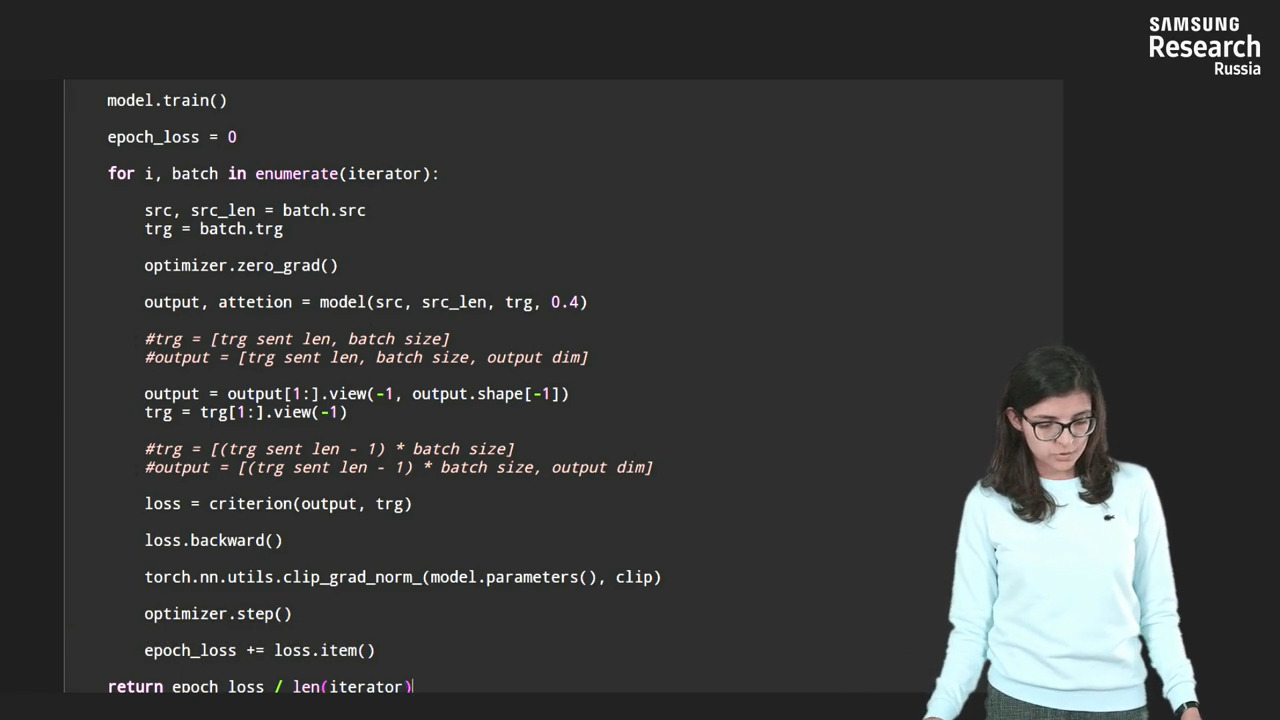 SAMSUNG
Research
Russia
model.train()
epoch_loss = 0
for i, batch in enumerate(iterator):
src, src_len = batch.src
trg = batch.trg
optimizer.zero_grad()
output, attetion = model(src, src_len, trg, 0.4)
#trg = [trg sent len, batch size]
#output = [trg sent len, batch size, output dim]
output = output[1:].view(-1, output.shape[-1])
trg = trg[1:].view(-1)
#trg = [(trg sent len - 1) * batch size]
#output = [(trg sent len - 1) * batch size, output dim]
loss = criterion(output, trg)
loss.backward()
torch.nn.utils.clip_grad_norm_(model.parameters(), clip)
optimizer.step()
epoch_loss += loss.item()
return epoch_loss / len(iterator)